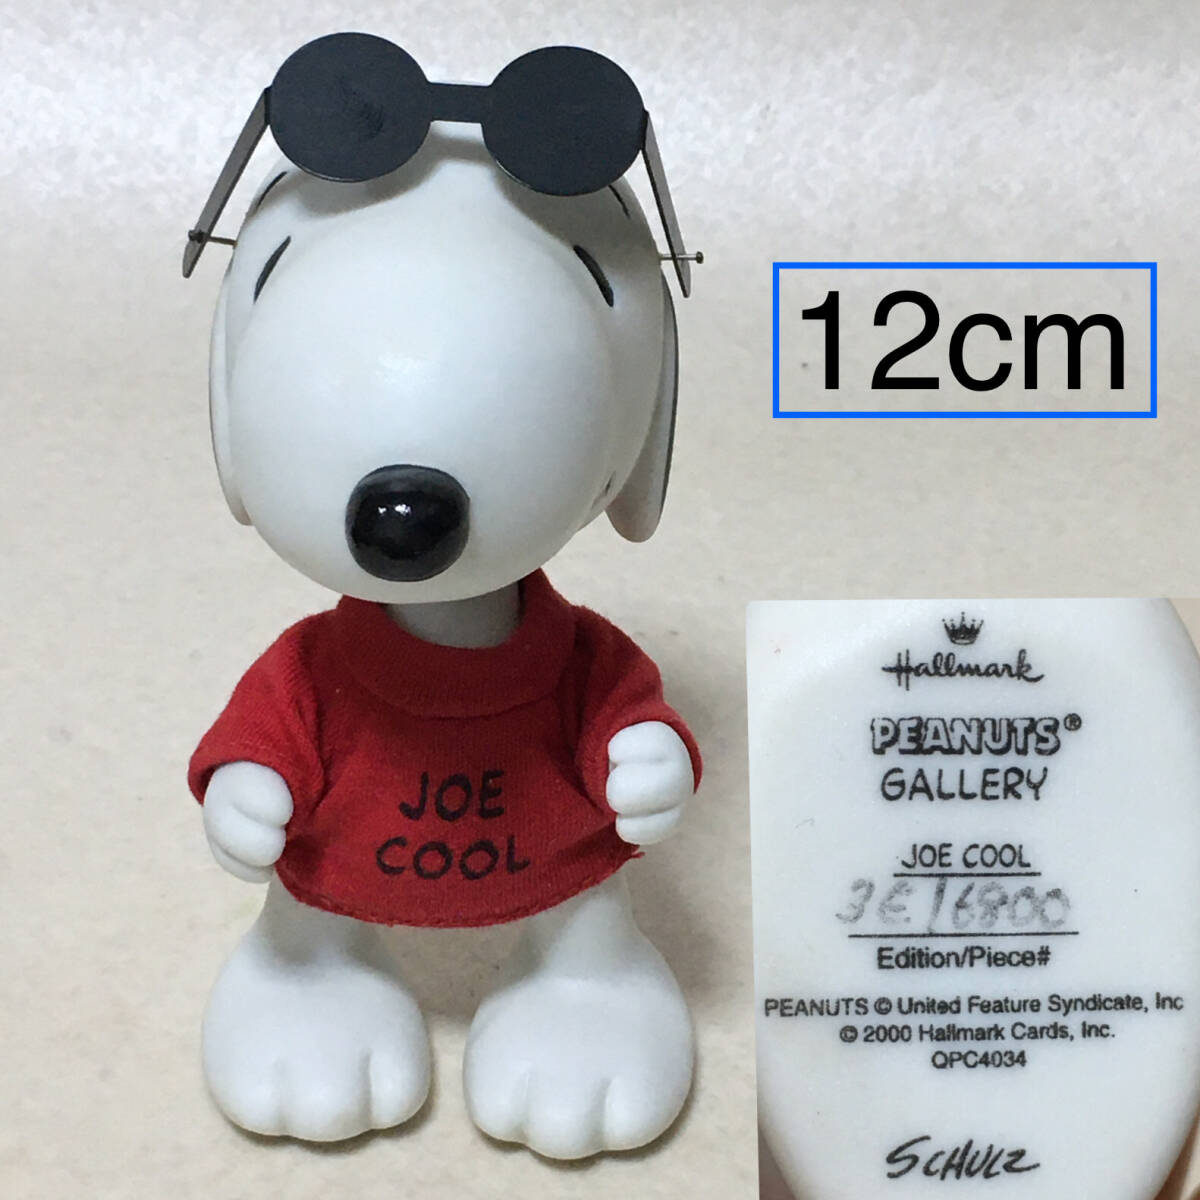 12cm
JOE
COOL
Hallmark
PEANUTS®
GALLERY
JOE COOL
3E/6800
Edition/Piece#
PEANUTS © United Feature Syndicate, Inc
© 2000 Hallmark Cards, Inc.
QPC4034
SCHULZ